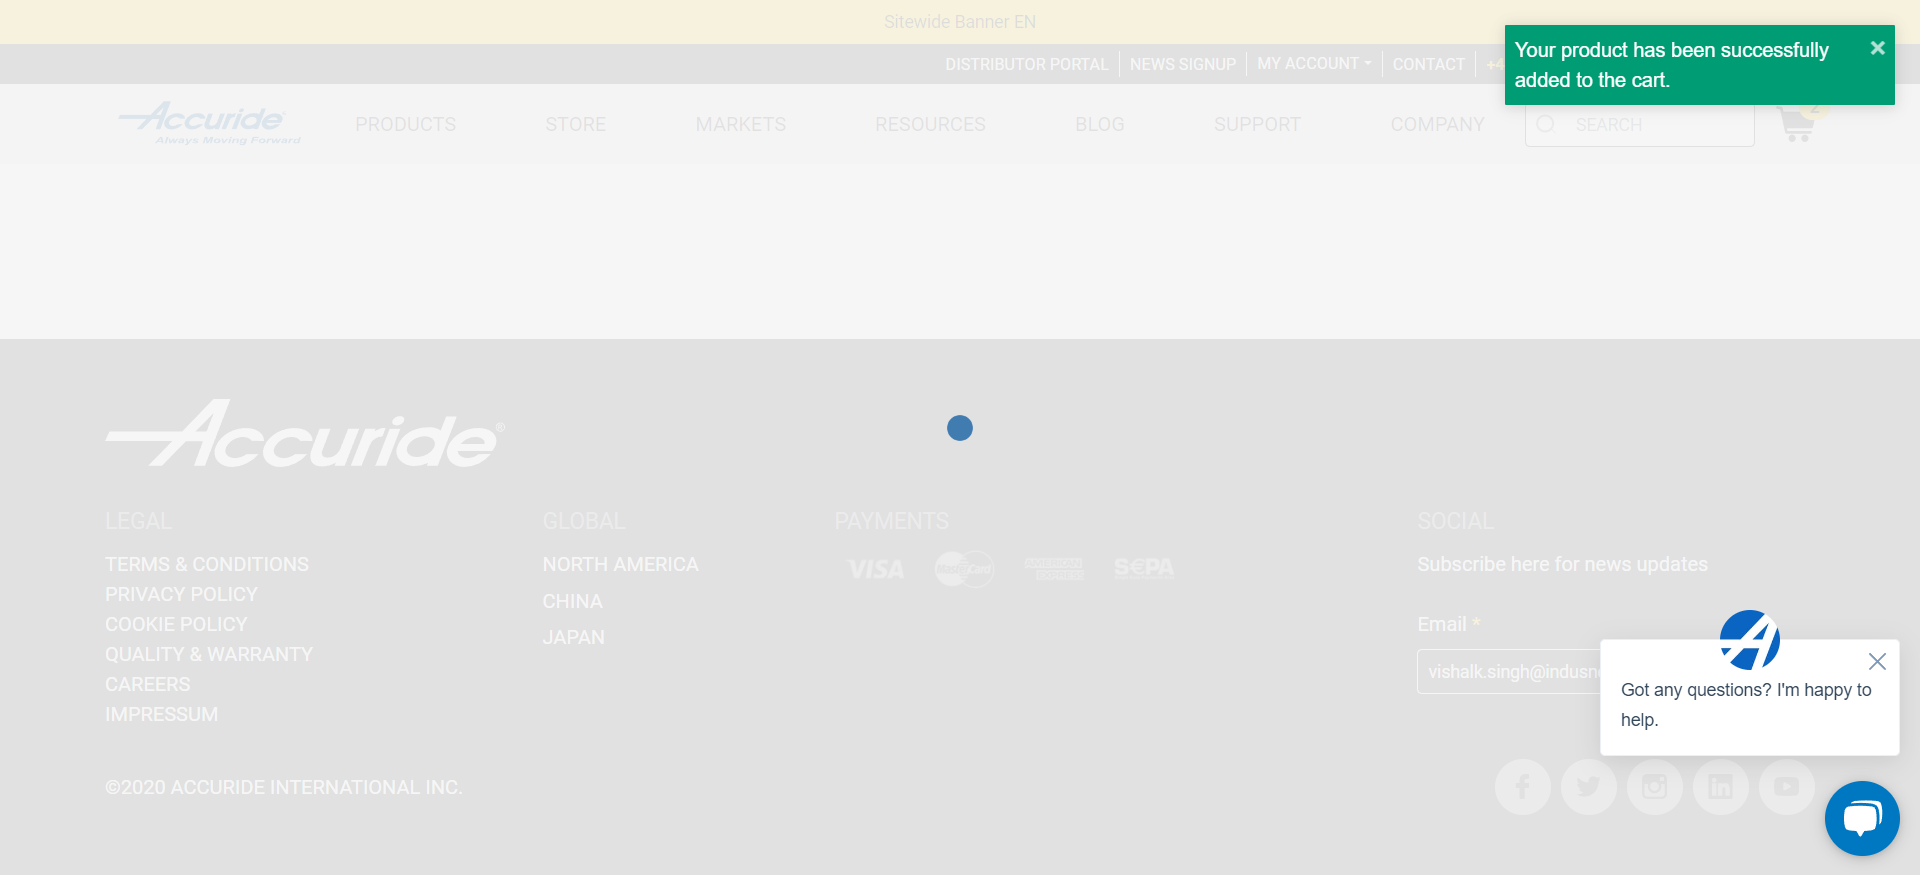 Sitewide Banner EN
Your product has been successfully
added to the cart.
DISTRIBUTOR PORTAL
NEWS SIGNUP
MY ACCOUNT
CONTACT
+4
Accuride
Always Moving Forward
PRODUCTS
STORE
MARKETS
RESOURCES
BLOG
SUPPORT
COMPANY
SEARCH
2
Accuride®
LEGAL
TERMS & CONDITIONS
PRIVACY POLICY
COOKIE POLICY
QUALITY & WARRANTY
CAREERS
IMPRESSUM
GLOBAL
NORTH AMERICA
CHINA
JAPAN
PAYMENTS
VISA
MasterCard
AMERICAN
EXPRESS
S€PA
SOCIAL
Subscribe here for news updates
Email *
vishalk.singh@indusn
Got any questions? I'm happy to
help.
©2020 ACCURIDE INTERNATIONAL INC.